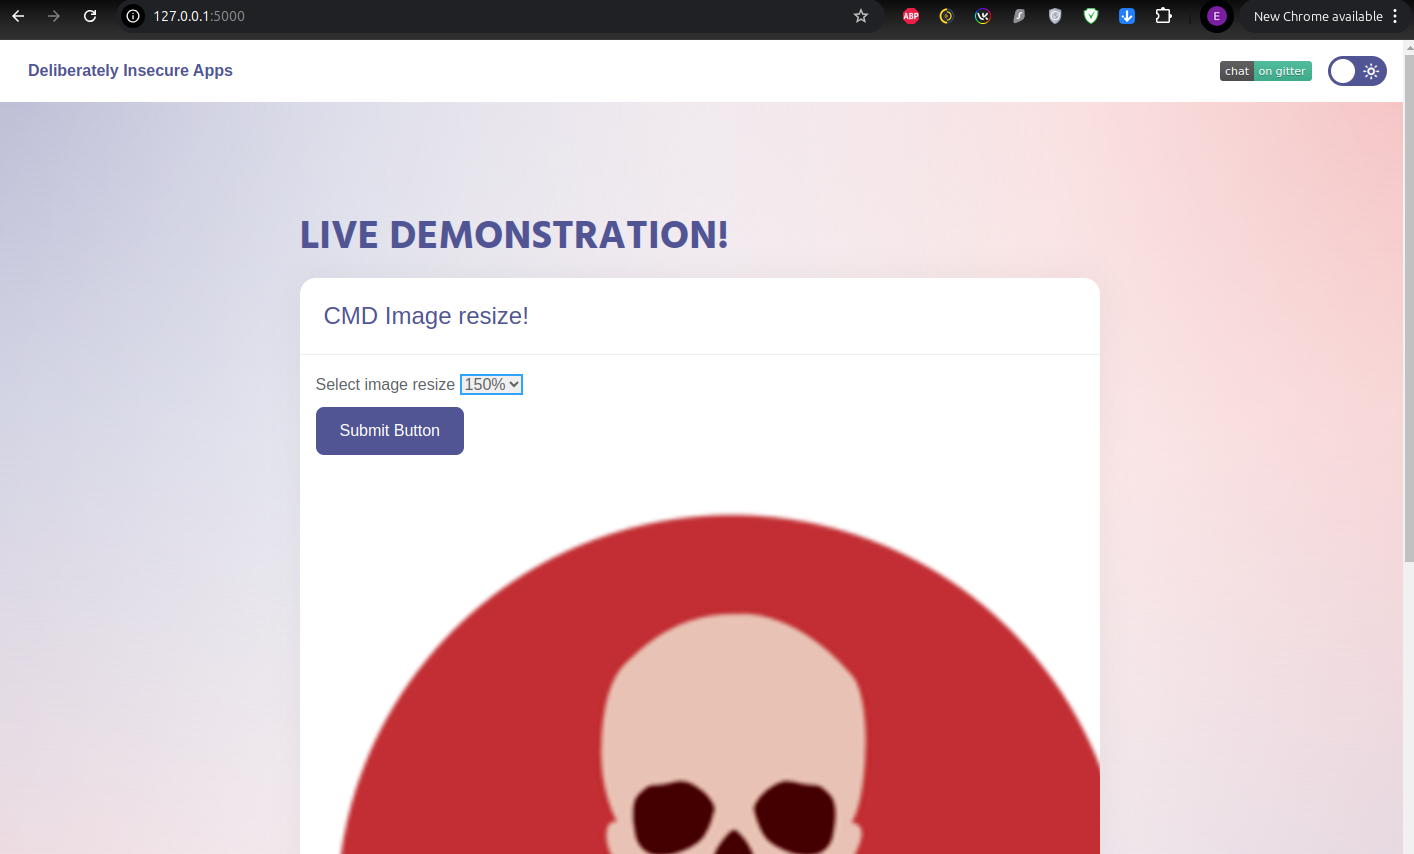 127.0.0.1:5000
ABP
VK
E
New Chrome available
Deliberately Insecure Apps
chat on gitter
LIVE DEMONSTRATION!
CMD Image resize!
Select image resize 150%
Submit Button